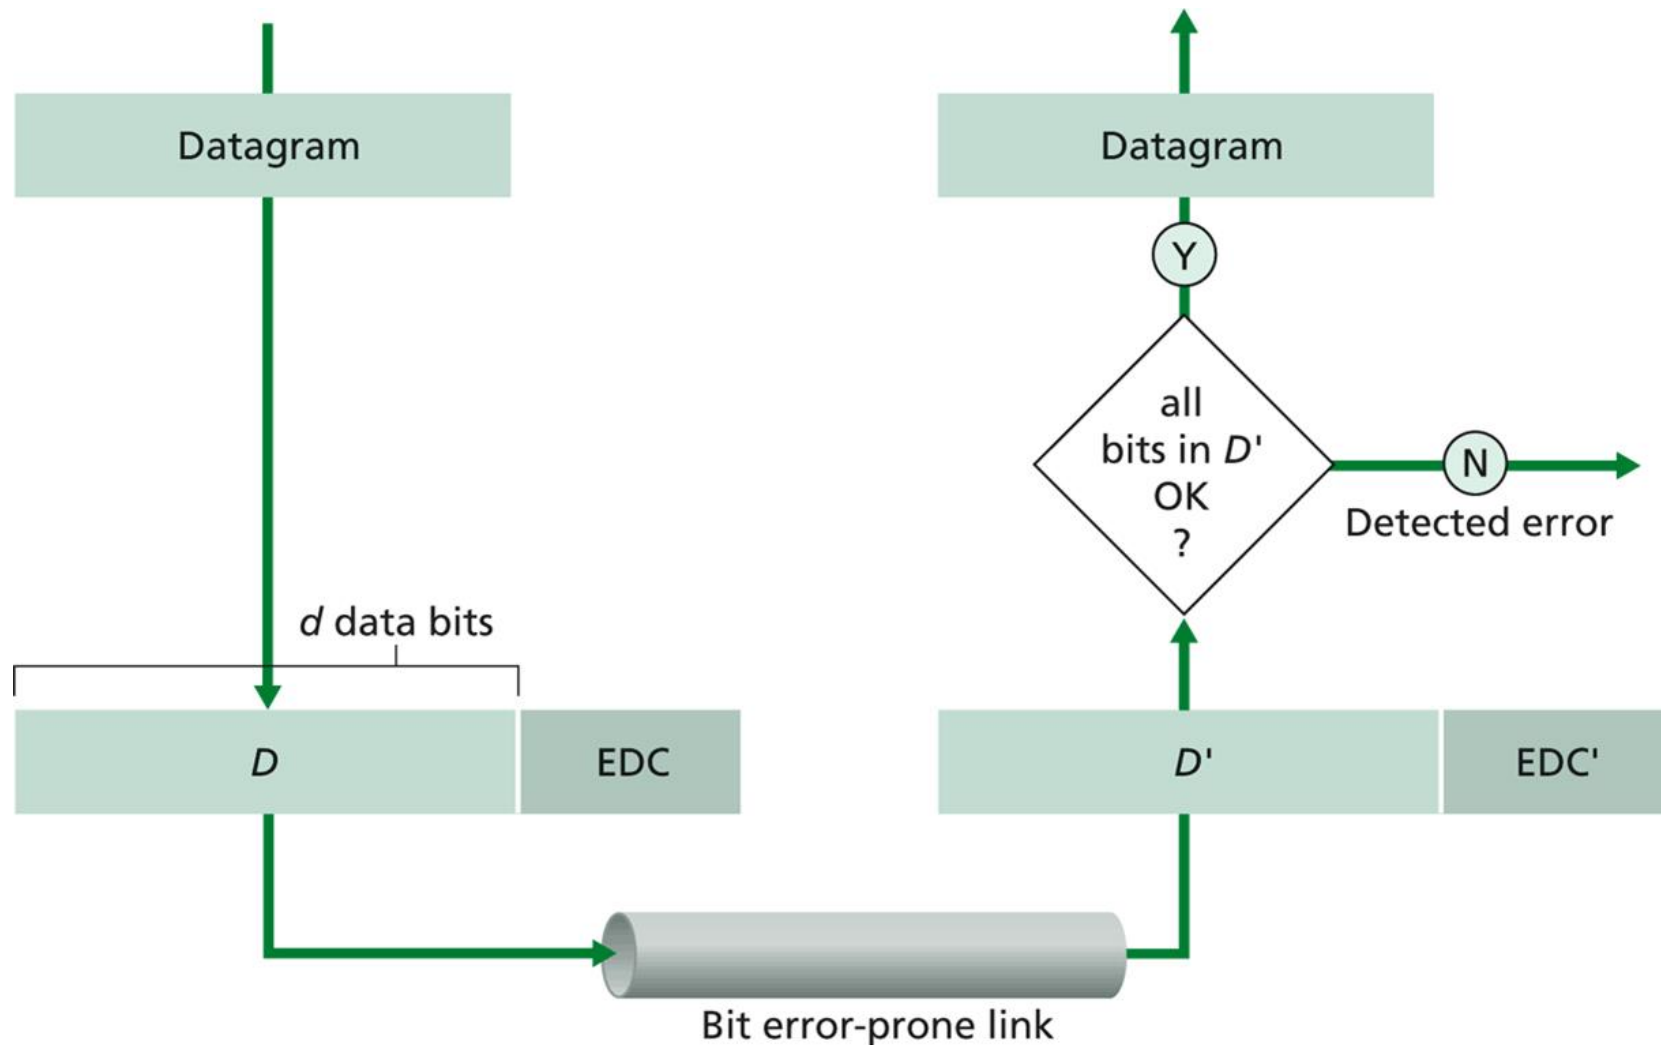 Datagram
Datagram
Y
all
bits in D'
OK
?
N
Detected error
d data bits
D
EDC
D'
EDC'
Bit error-prone link